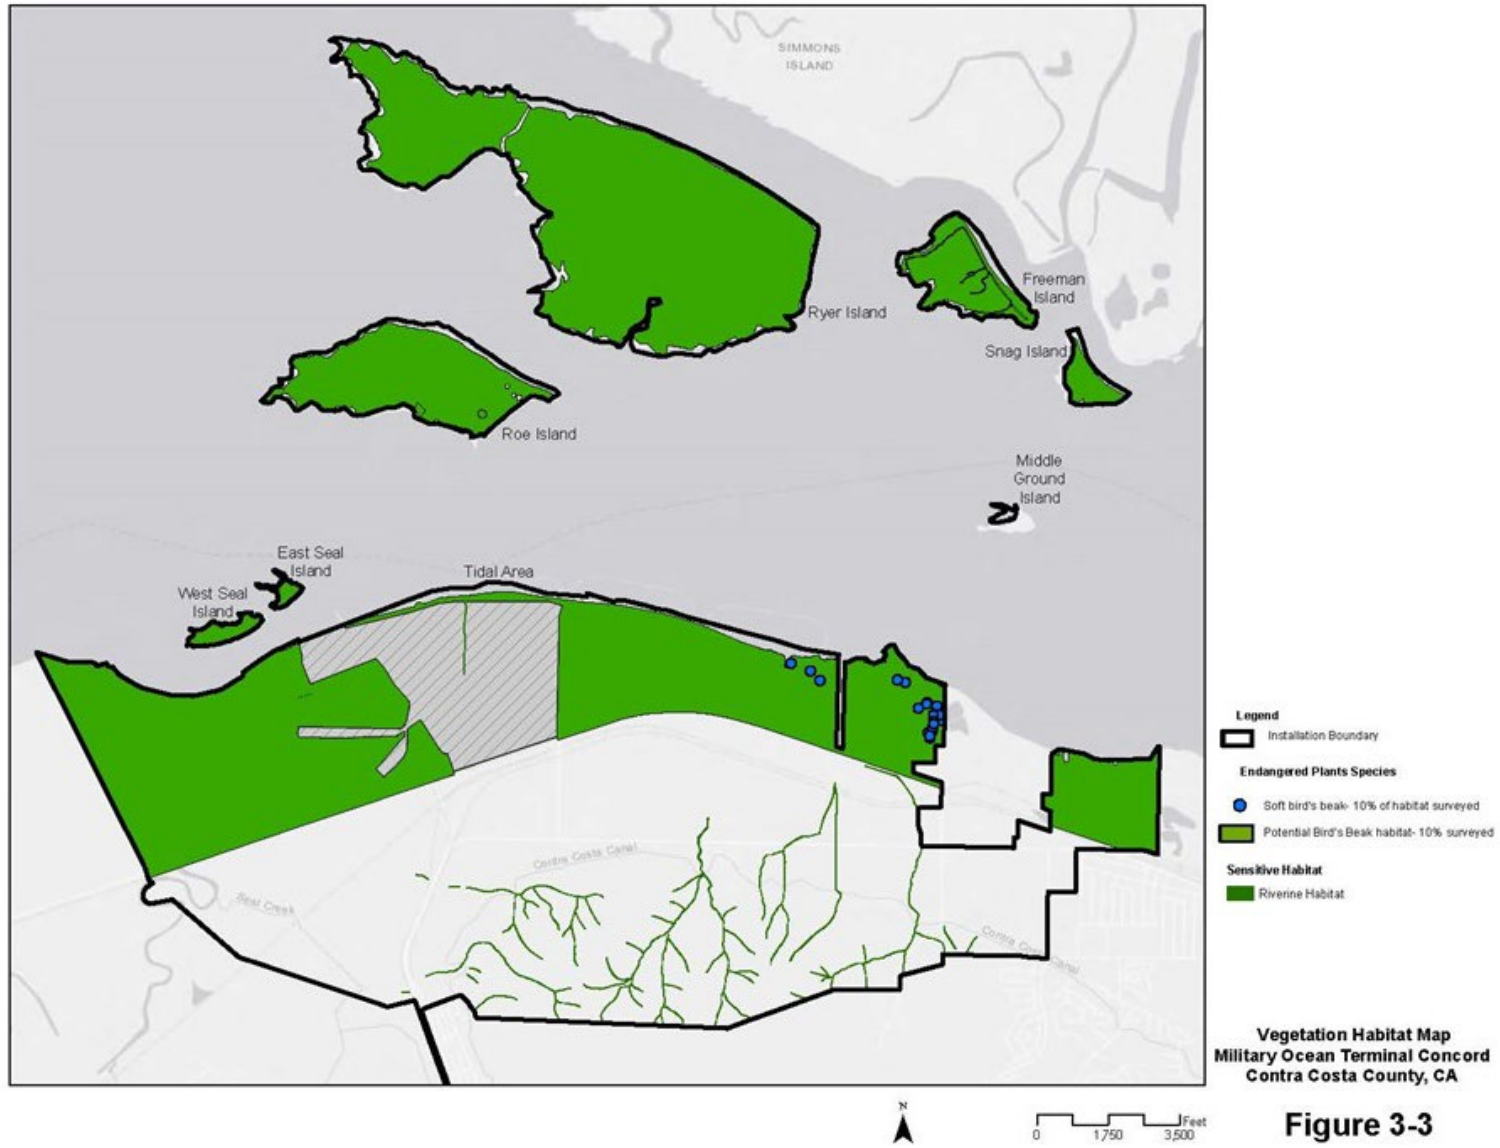 SIMMONS
ISLAND
Freeman
Island
Ryer Island
Snag Island
Roe Island
Middle
Ground
Island
East Seal
Island
Tidal Area
West Seal
Island
Contra Costa Canal
Seal Creek
Contra Costa Canal
Legend
Installation Boundary
Endangered Plants Species
Soft bird's beak- 10% of habitat surveyed
Potential Bird's Beak habitat- 10% surveyed
Sensitive Habitat
Riverine Habitat
Vegetation Habitat Map
Military Ocean Terminal Concord
Contra Costa County, CA
N
Feet
0 1,750 3,500
Figure 3-3